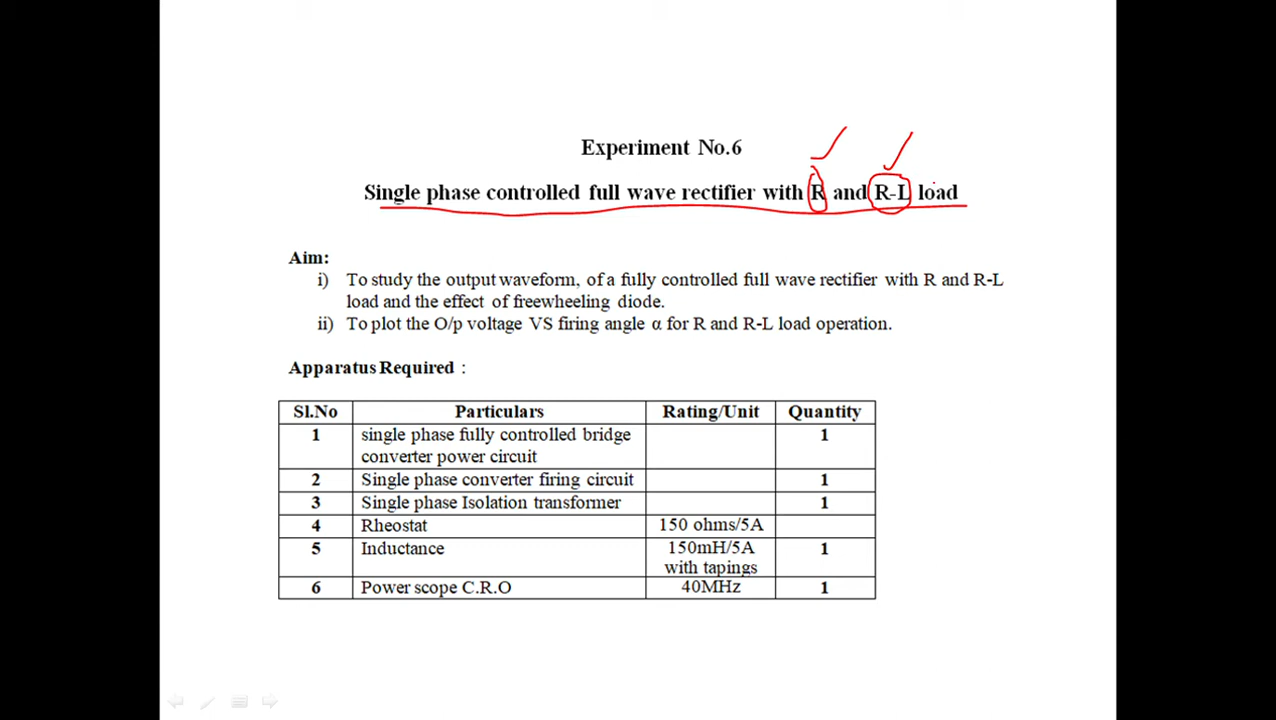 Experiment No.6
Single phase controlled full wave rectifier with R and R-L load
Aim:
i) To study the output waveform, of a fully controlled full wave rectifier with R and R-L
load and the effect of freewheeling diode.
ii) To plot the O/p voltage VS firing angle α for R and R-L load operation.
Apparatus Required :
Sl.No Particulars Rating/Unit Quantity
1 single phase fully controlled bridge 1
converter power circuit
2 Single phase converter firing circuit 1
3 Single phase Isolation transformer 1
4 Rheostat 150 ohms/5A
5 Inductance 150mH/5A 1
with tapings
6 Power scope C.R.O 40MHz 1